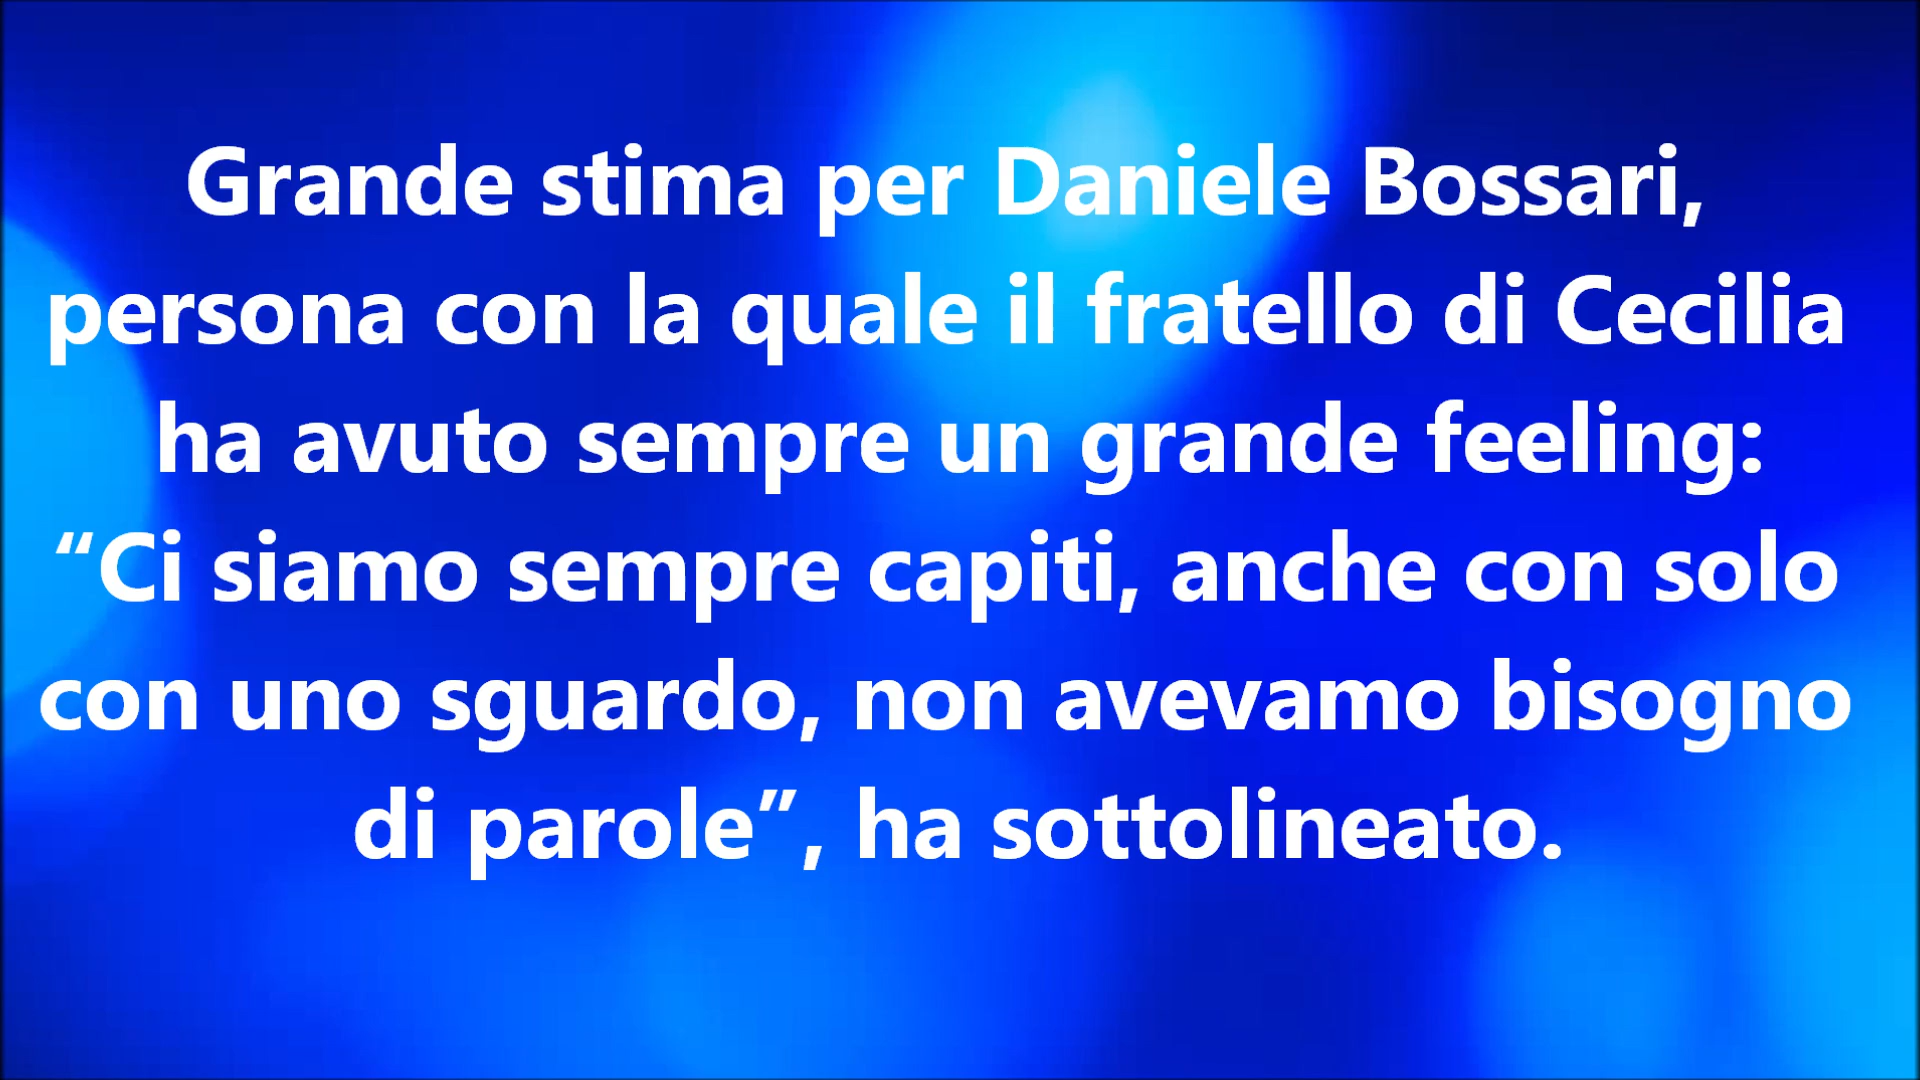 Grande stima per Daniele Bossari,
persona con la quale il fratello di Cecilia
ha avuto sempre un grande feeling:
“Ci siamo sempre capiti, anche con solo
con uno sguardo, non avevamo bisogno
di parole”, ha sottolineato.